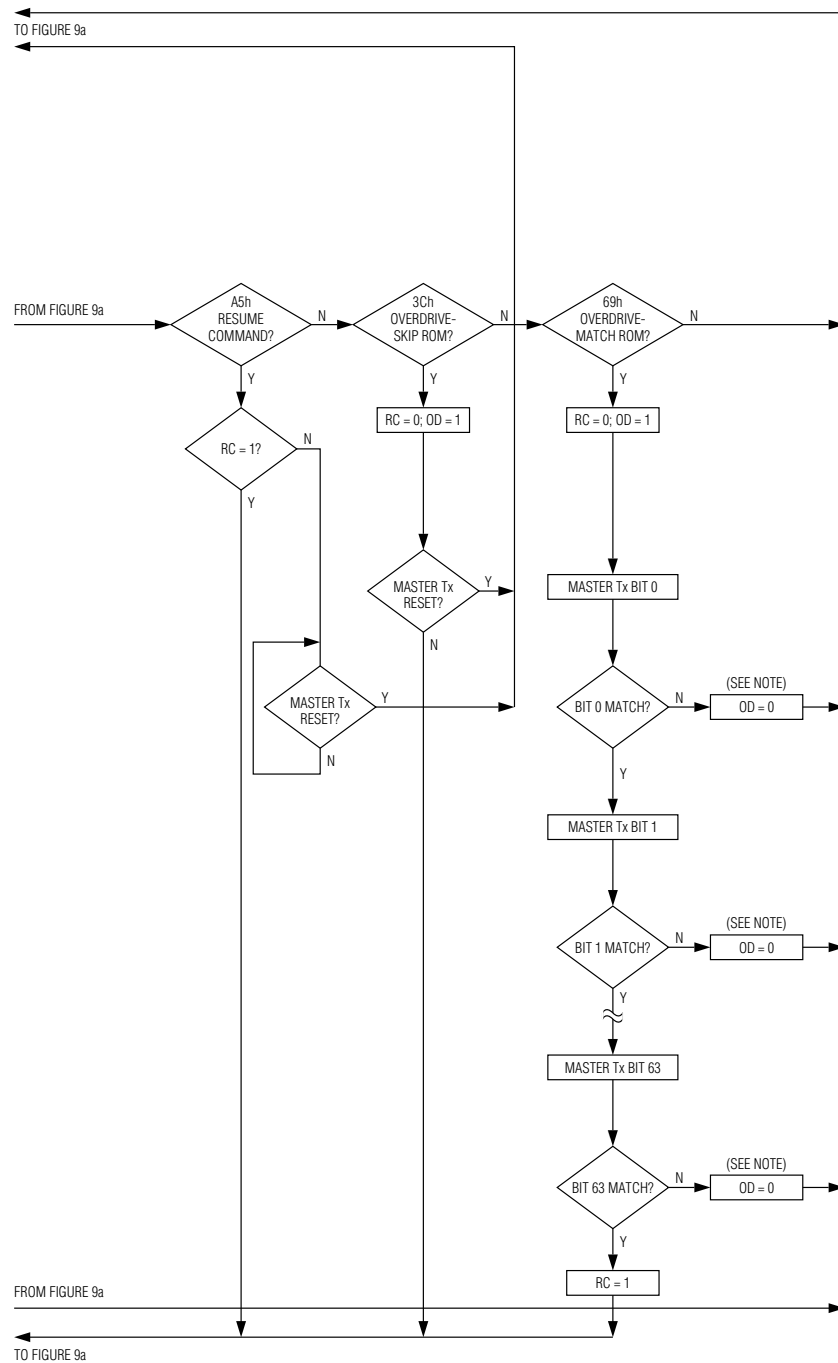 TO FIGURE 9a
FROM FIGURE 9a
A5h
RESUME
COMMAND?
N
Y
3Ch
OVERDRIVE-
SKIP ROM?
N
Y
69h
OVERDRIVE-
MATCH ROM?
N
Y
RC = 1?
N
Y
RC = 0; OD = 1
RC = 0; OD = 1
MASTER Tx
RESET?
Y
N
MASTER Tx
RESET?
Y
N
MASTER Tx BIT 0
BIT 0 MATCH?
N
Y
(SEE NOTE)
OD = 0
MASTER Tx BIT 1
BIT 1 MATCH?
N
Y
(SEE NOTE)
OD = 0
MASTER Tx BIT 63
BIT 63 MATCH?
N
Y
(SEE NOTE)
OD = 0
RC = 1
FROM FIGURE 9a
TO FIGURE 9a